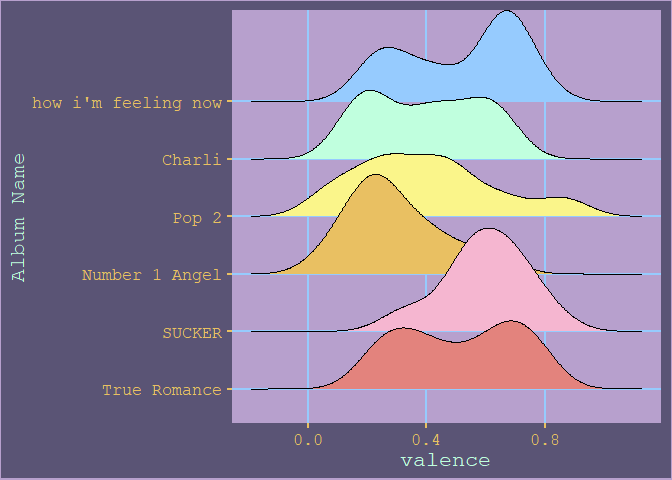 how i'm feeling now
Charli
Pop 2
Number 1 Angel
SUCKER
True Romance
Album Name
0.0 0.4 0.8
valence